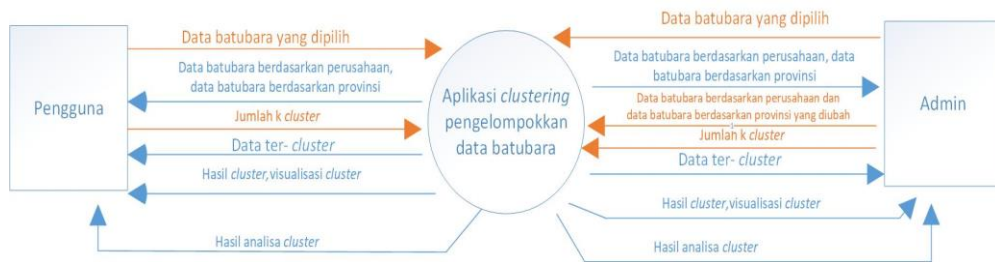 Pengguna
Data batubara yang dipilih
Data batubara berdasarkan perusahaan,
data batubara berdasarkan provinsi
Jumlah k cluster
Data ter- cluster
Hasil cluster,visualisasi cluster
Hasil analisa cluster
Aplikasi clustering
pengelompokkan
data batubara
Data batubara yang dipilih
Data batubara berdasarkan perusahaan, data
batubara berdasarkan provinsi
Data batubara berdasarkan perusahaan dan
data batubara berdasarkan provinsi yang diubah
Jumlah k cluster
Data ter- cluster
Hasil cluster,visualisasi cluster
Hasil analisa cluster
Admin